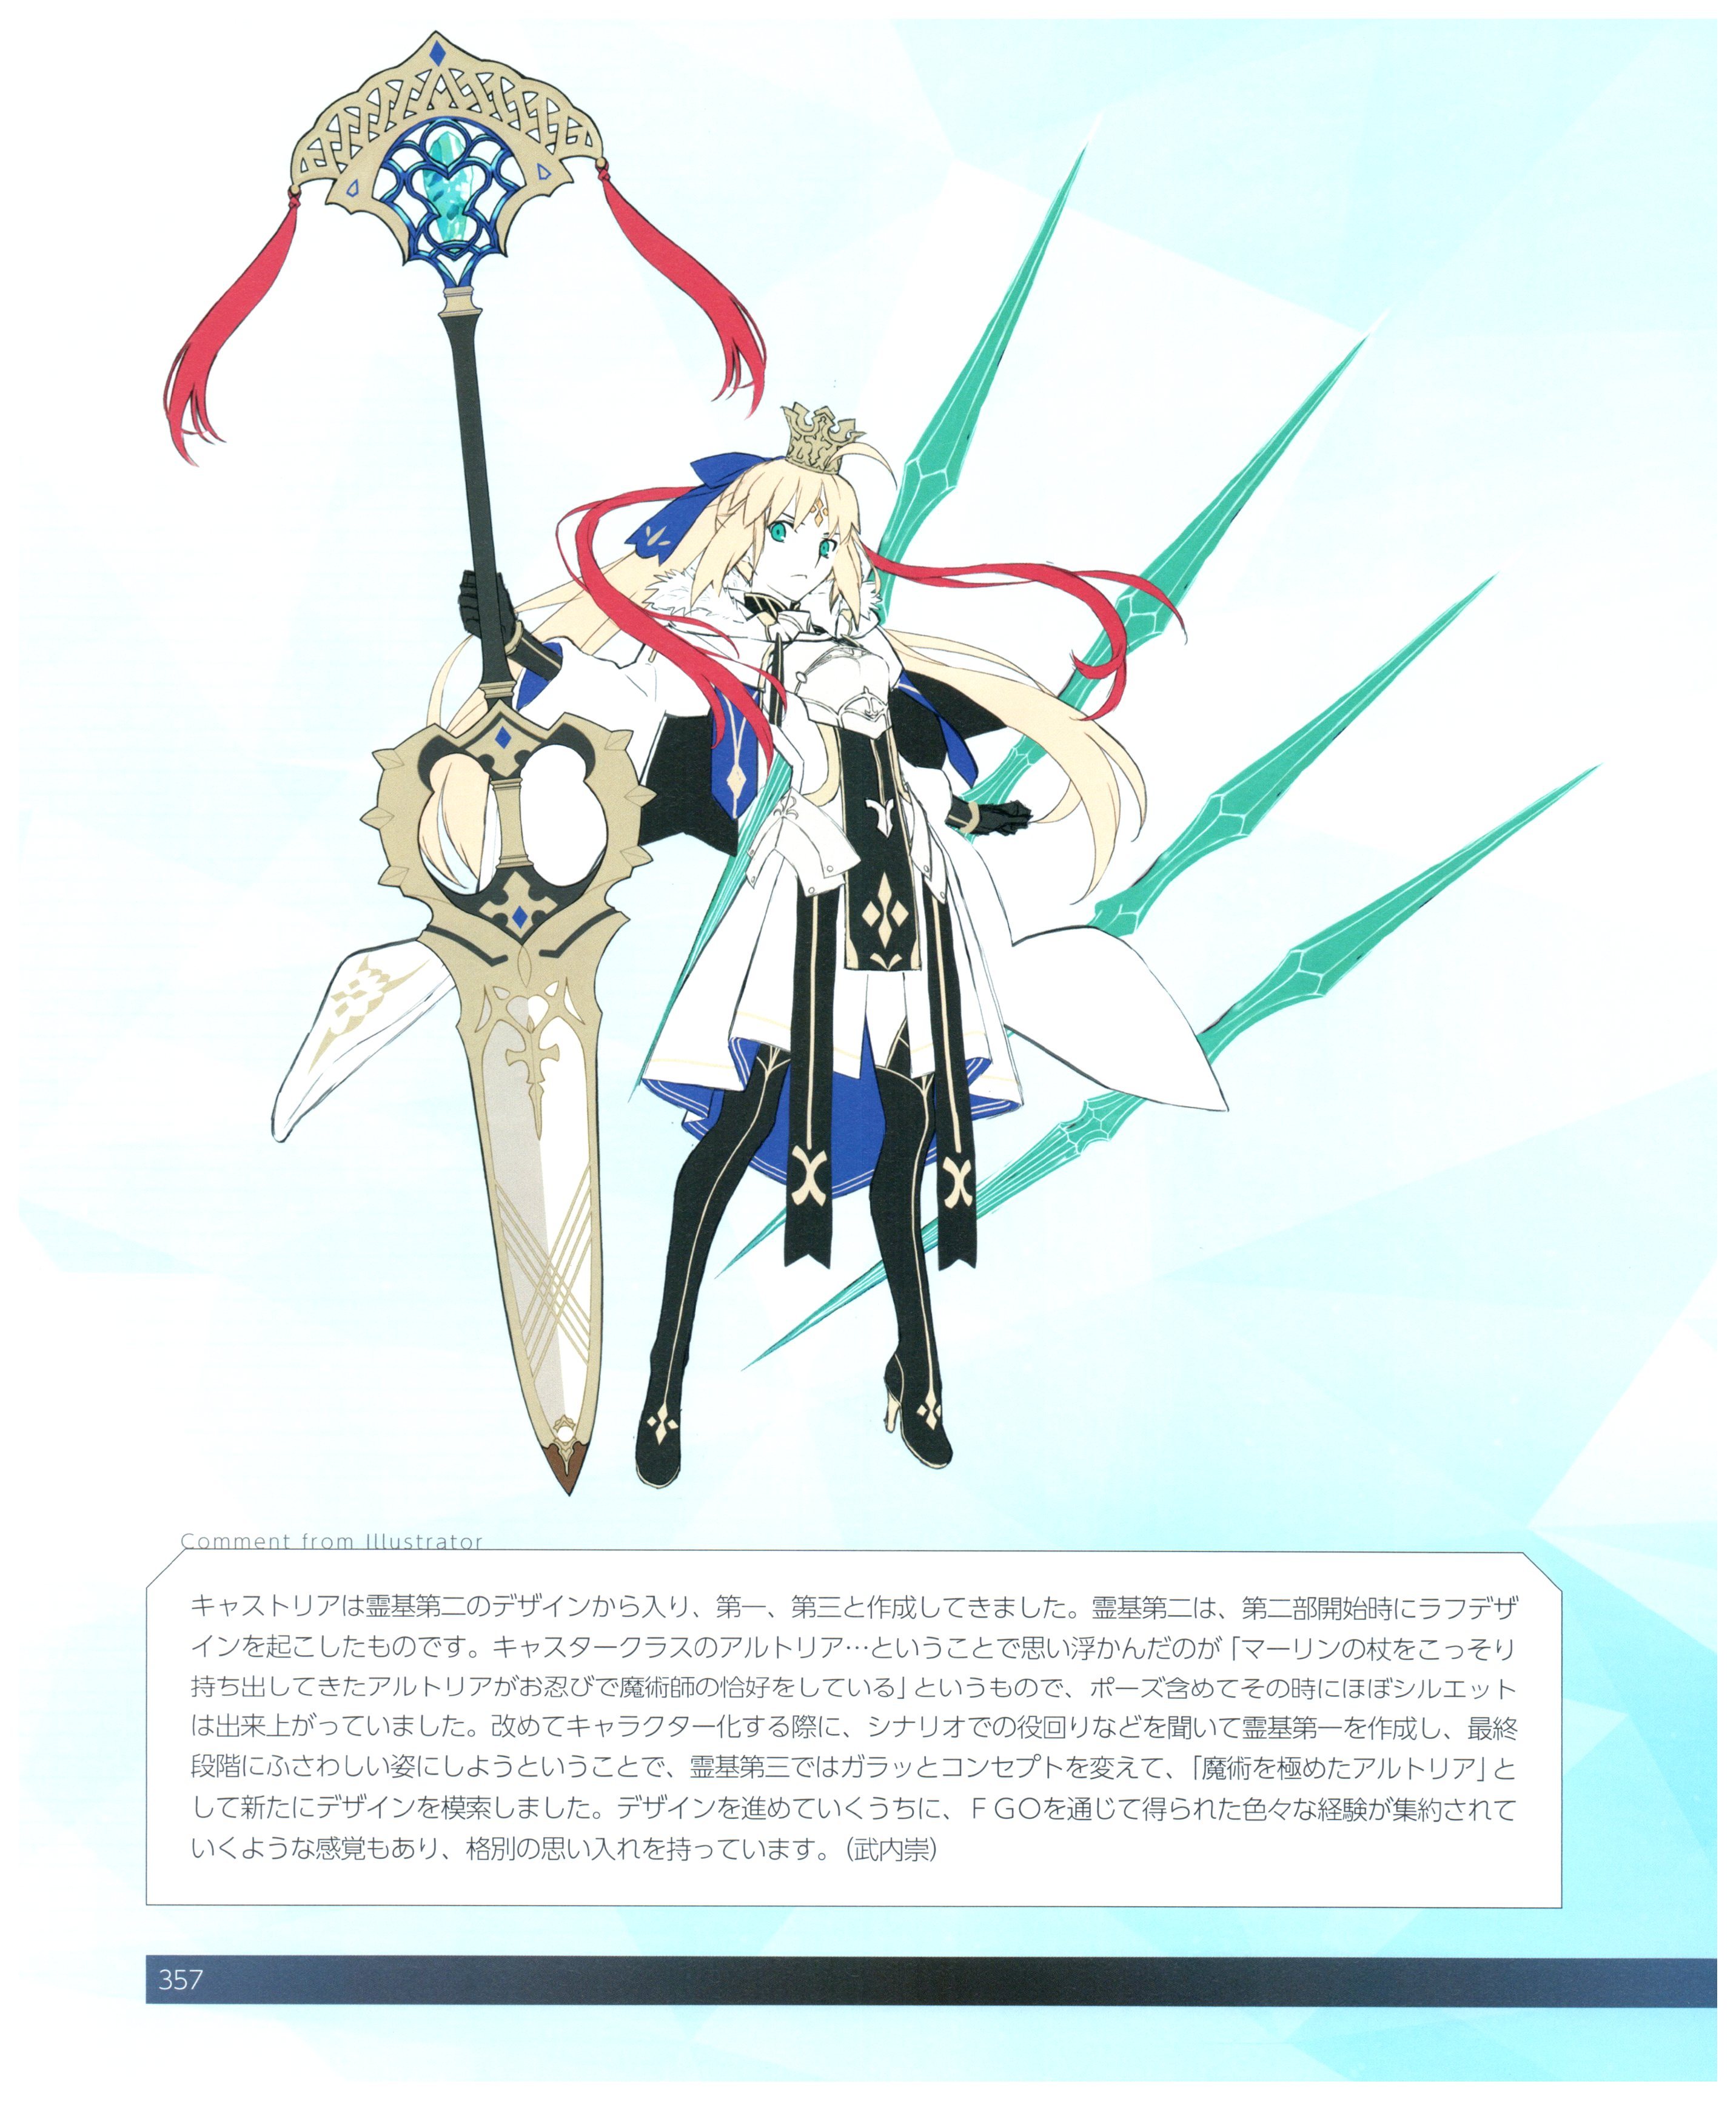 Comment from Illustrator
キャストリアは霊基第二のデザインから入り、第一、第三と作成してきました。霊基第二は、第二部開始時にラフデザ
インを起こしたものです。キャスタークラスのアルトリア…ということで思い浮かんだのが「マーリンの杖をこっそり
持ち出してきたアルトリアがお忍びで魔術師の恰好をしている」というもので、ポーズ含めてその時にほぼシルエット
は出来上がっていました。改めてキャラクター化する際に、シナリオでの役回りなどを聞いて霊基第一を作成し、最終
段階にふさわしい姿にしようということで、霊基第三ではガラッとコンセプトを変えて、「魔術を極めたアルトリア」と
して新たにデザインを模索しました。デザインを進めていくうちに、ＦＧＯを通じて得られた色々な経験が集約されて
いくような感覚もあり、格別の思い入れを持っています。（武内崇）
357